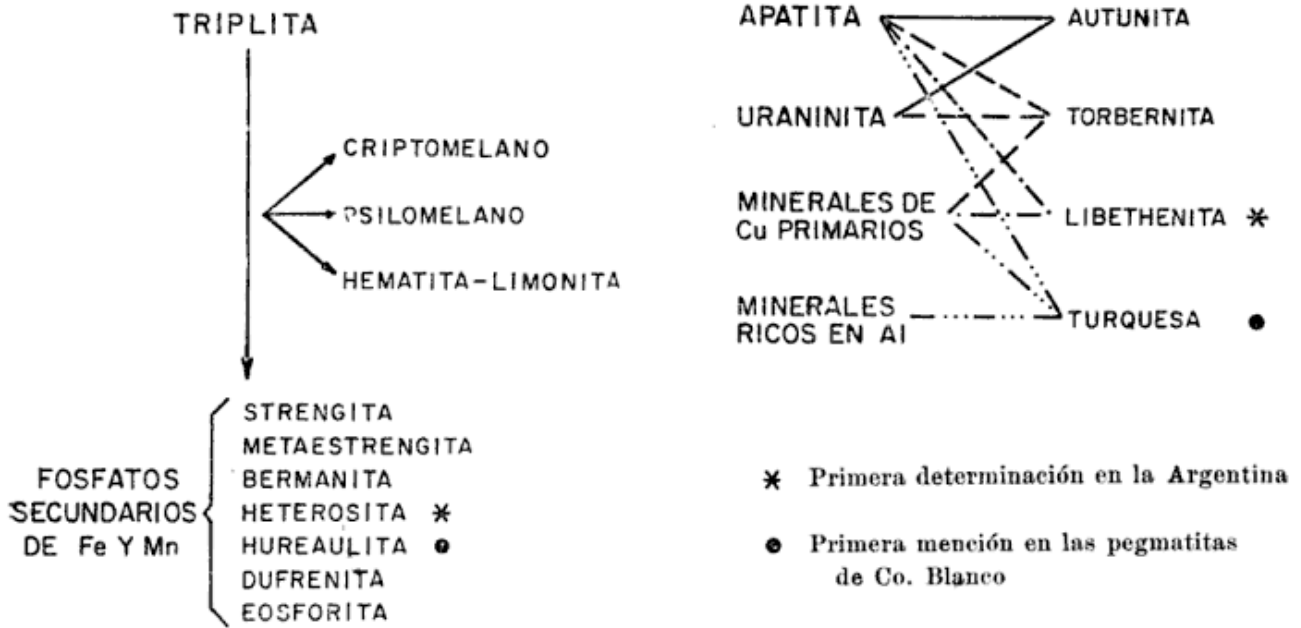 TRIPLITA
CRIPTOMELANO
PSILOMELANO
HEMATITA-LIMONITA
FOSFATOS
SECUNDARIOS
DE Fe Y Mn
STRENGITA
METAESTRENGITA
BERMANITA
HETEROSITA *
HUREAULITA ●
DUFRENITA
EOSFORITA
APATITA
URANINITA
MINERALES DE
Cu PRIMARIOS
MINERALES
RICOS EN Al
AUTUNITA
TORBERNITA
LIBETHENITA *
TURQUESA ●
* Primera determinación en la Argentina
● Primera mención en las pegmatitas
de Co. Blanco